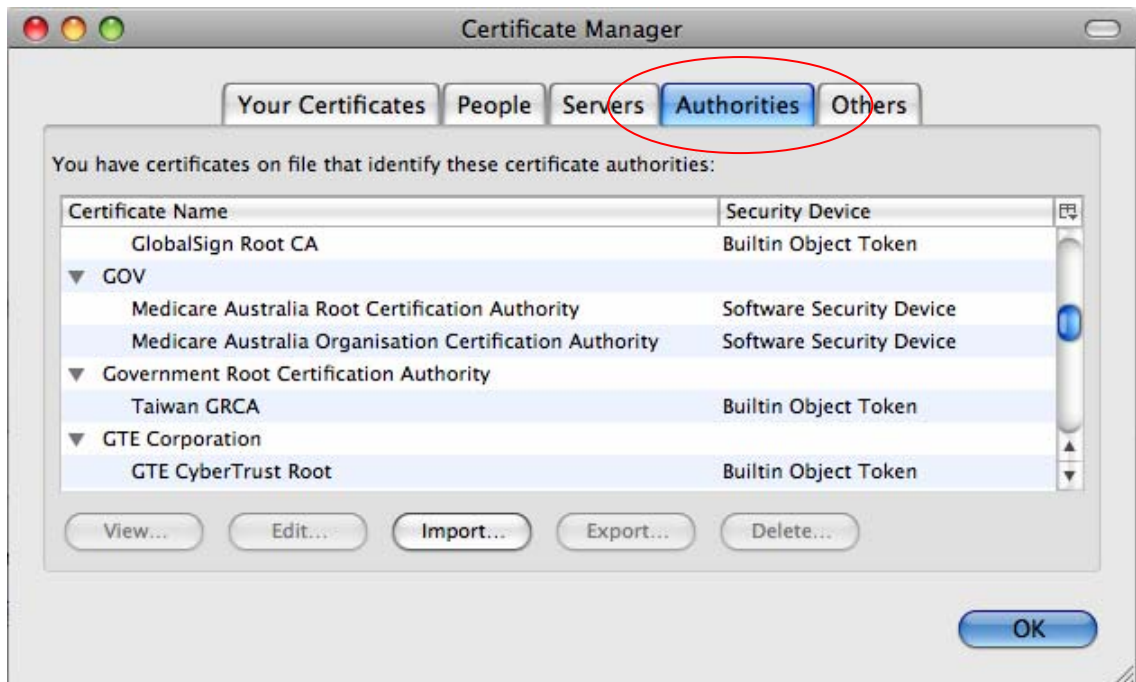 Certificate Manager
Your Certificates People Servers Authorities Others
You have certificates on file that identify these certificate authorities:
Certificate Name Security Device
GlobalSign Root CA Builtin Object Token
GOV
Medicare Australia Root Certification Authority Software Security Device
Medicare Australia Organisation Certification Authority Software Security Device
Government Root Certification Authority
Taiwan GRCA Builtin Object Token
GTE Corporation
GTE CyberTrust Root Builtin Object Token
View... Edit... Import... Export... Delete...
OK